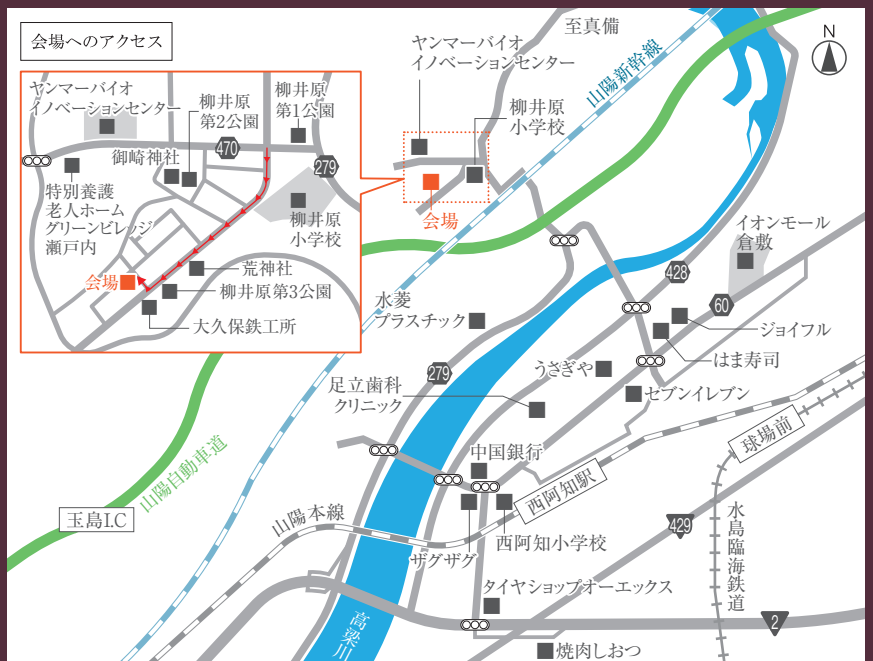 会場へのアクセス
ヤンマーバイオ
イノベーションセンター
柳井原
第2公園
柳井原
第1公園
御崎神社
470
279
特別養護
老人ホーム
グリーンビレッジ
瀬戸内
柳井原
小学校
会場
荒神社
柳井原第3公園
大久保鉄工所
至真備
ヤンマーバイオ
イノベーションセンター
山陽新幹線
柳井原
小学校
会場
N
イオンモール
倉敷
428
60
水菱
プラスチック
ジョイフル
はま寿司
うさぎや
279
足立歯科
クリニック
セブンイレブン
中国銀行
球場前
西阿知駅
山陽自動車道
玉島I.C
山陽本線
西阿知小学校
ザグザグ
429
水島臨海鉄道
タイヤショップオーエックス
高梁川
2
焼肉しおつ